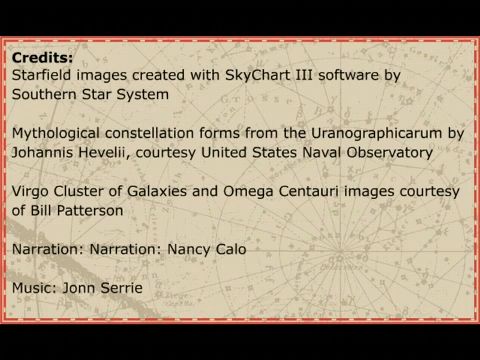 Credits:
Starfield images created with SkyChart III software by
Southern Star System
Mythological constellation forms from the Uranographicarum by
Johannis Hevelii, courtesy United States Naval Observatory
Virgo Cluster of Galaxies and Omega Centauri images courtesy
of Bill Patterson
Narration: Narration: Nancy Calo
Music: Jonn Serrie